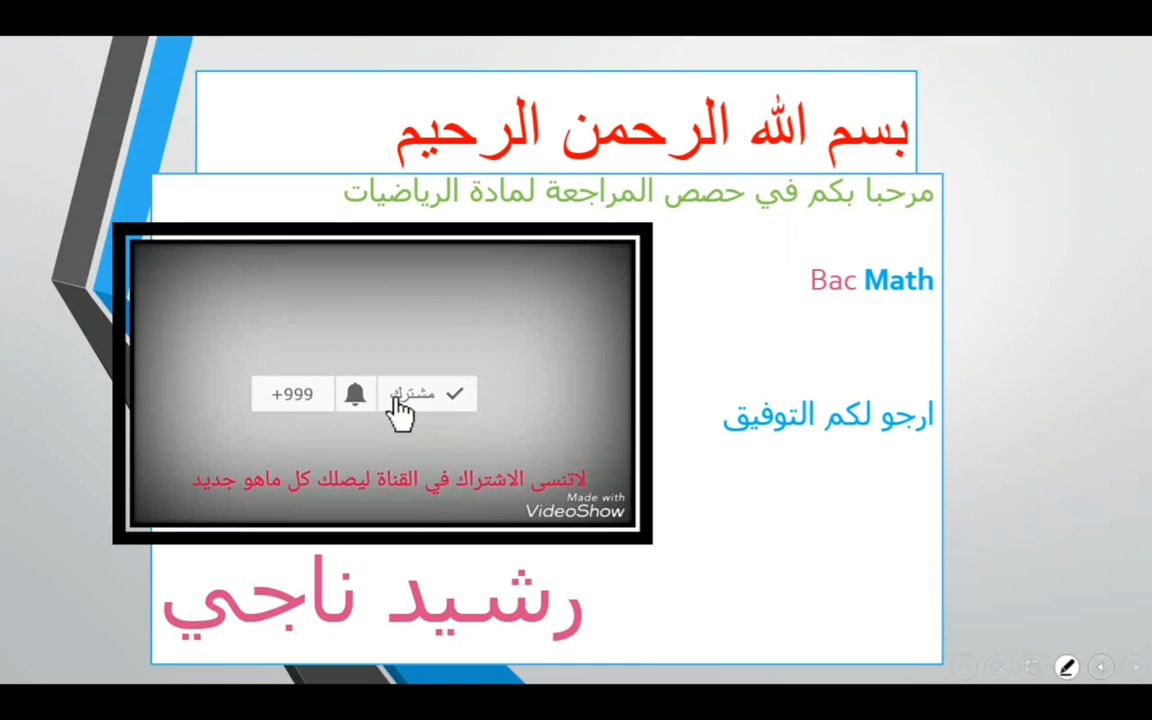 بسم الله الرحمن الرحيم
مرحبا بكم في حصص المراجعة لمادة الرياضيات
Bac Math
+999
مشترك
ارجو لكم التوفيق
لاتنسى الاشتراك في القناة ليصلك كل ماهو جديد
Made with
VideoShow
رشيد ناجي